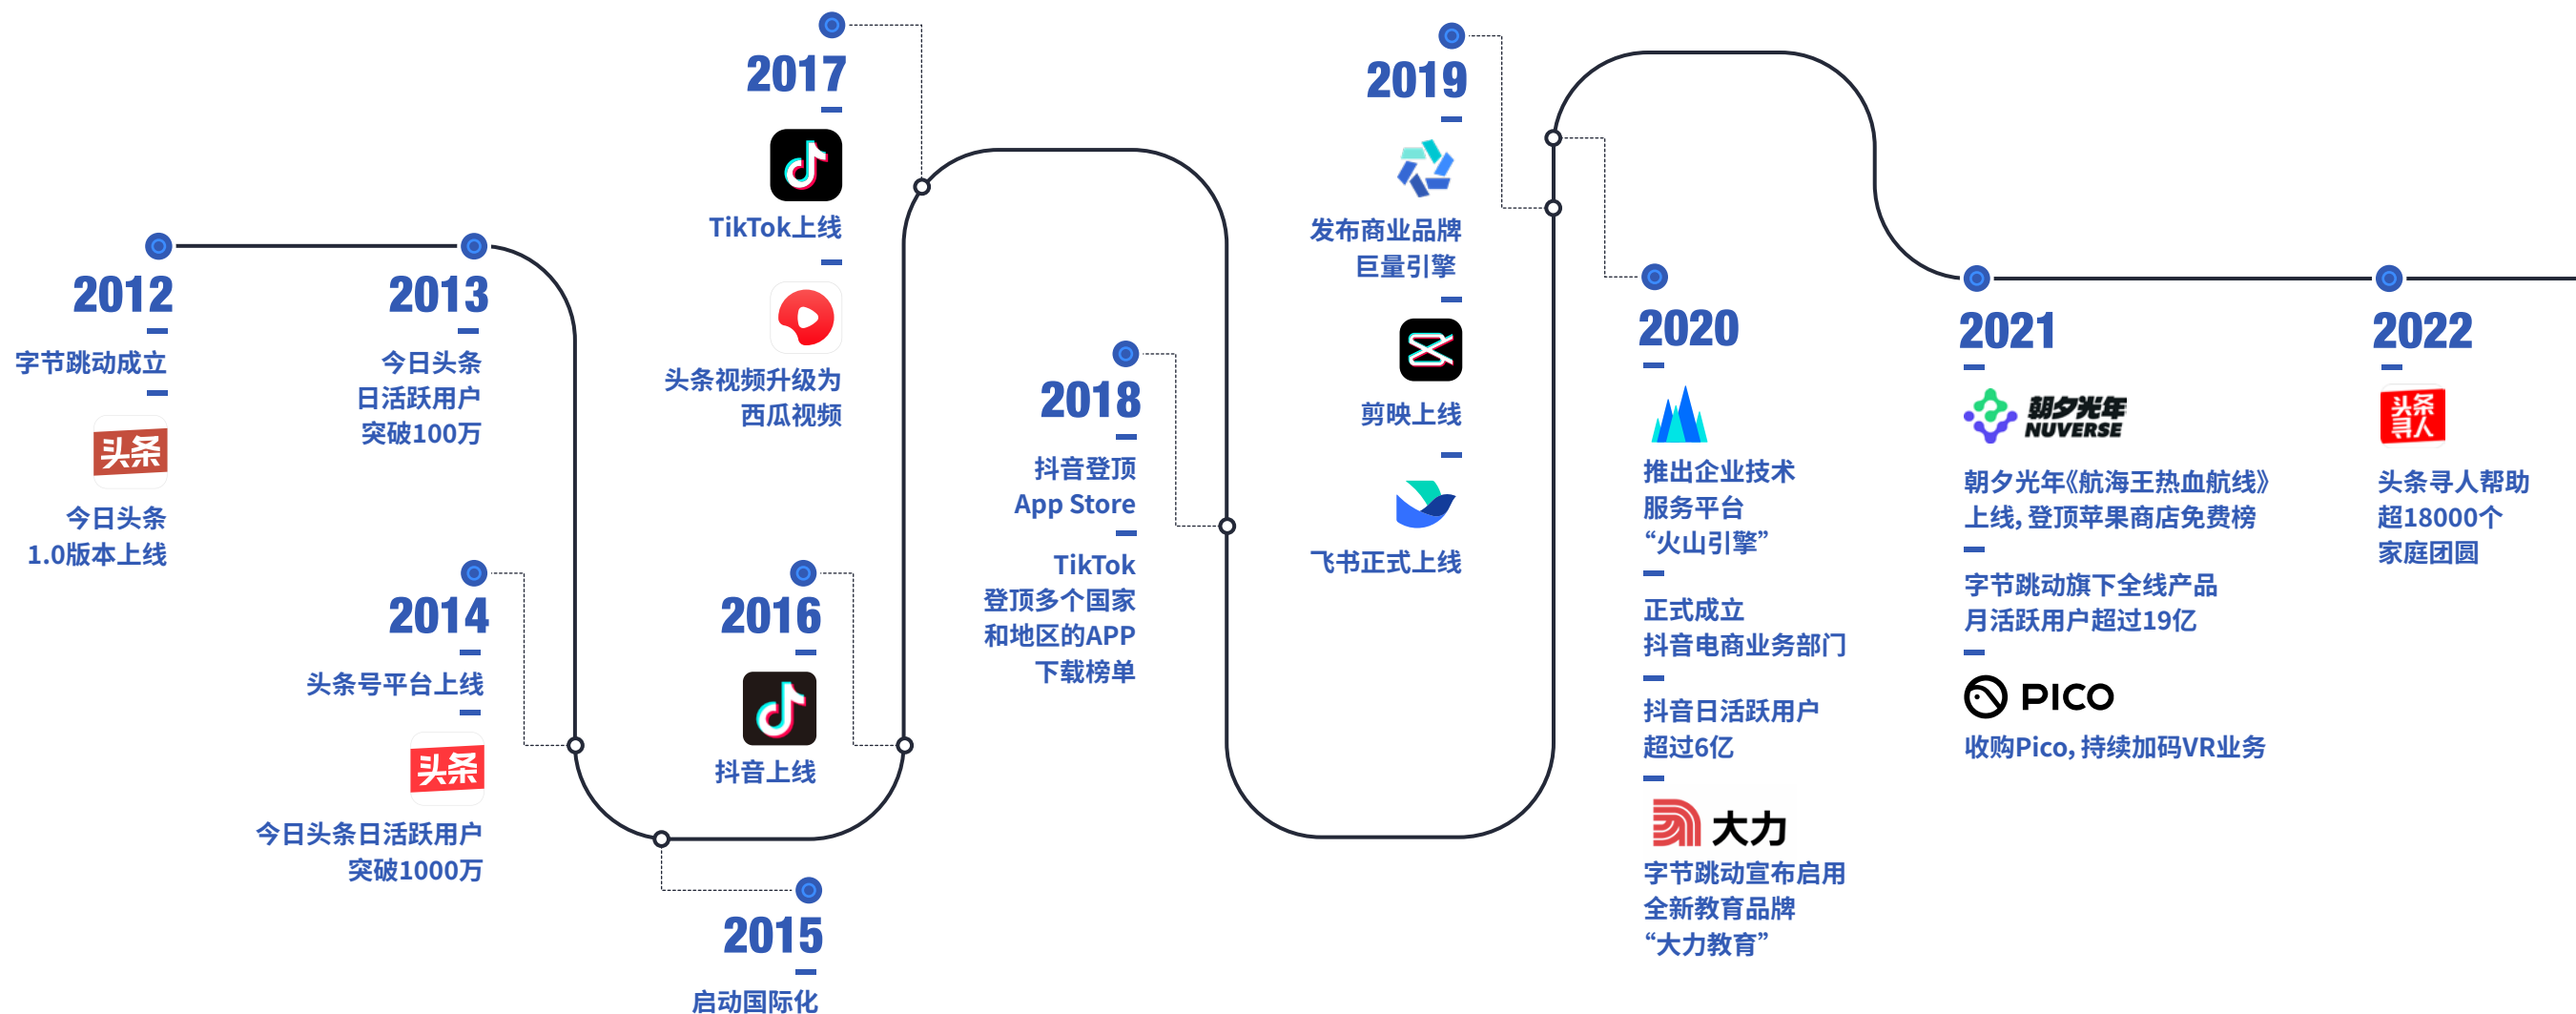 2012
字节跳动成立
头条
今日头条
1.0版本上线
2013
今日头条
日活跃用户
突破100万
2014
头条号平台上线
头条
今日头条日活跃用户
突破1000万
2015
启动国际化
2016
抖音上线
2017
TikTok上线
头条视频升级为
西瓜视频
2018
抖音登顶
App Store
TikTok
登顶多个国家
和地区的APP
下载榜单
2019
发布商业品牌
巨量引擎
剪映上线
飞书正式上线
2020
推出企业技术
服务平台
“火山引擎”
正式成立
抖音电商业务部门
抖音日活跃用户
超过6亿
大力
字节跳动宣布启用
全新教育品牌
“大力教育”
2021
朝夕光年
NUVERSE
朝夕光年《航海王热血航线》
上线，登顶苹果商店免费榜
字节跳动旗下全线产品
月活跃用户超过19亿
PICO
收购Pico，持续加码VR业务
2022
头条
寻人
头条寻人帮助
超18000个
家庭团圆